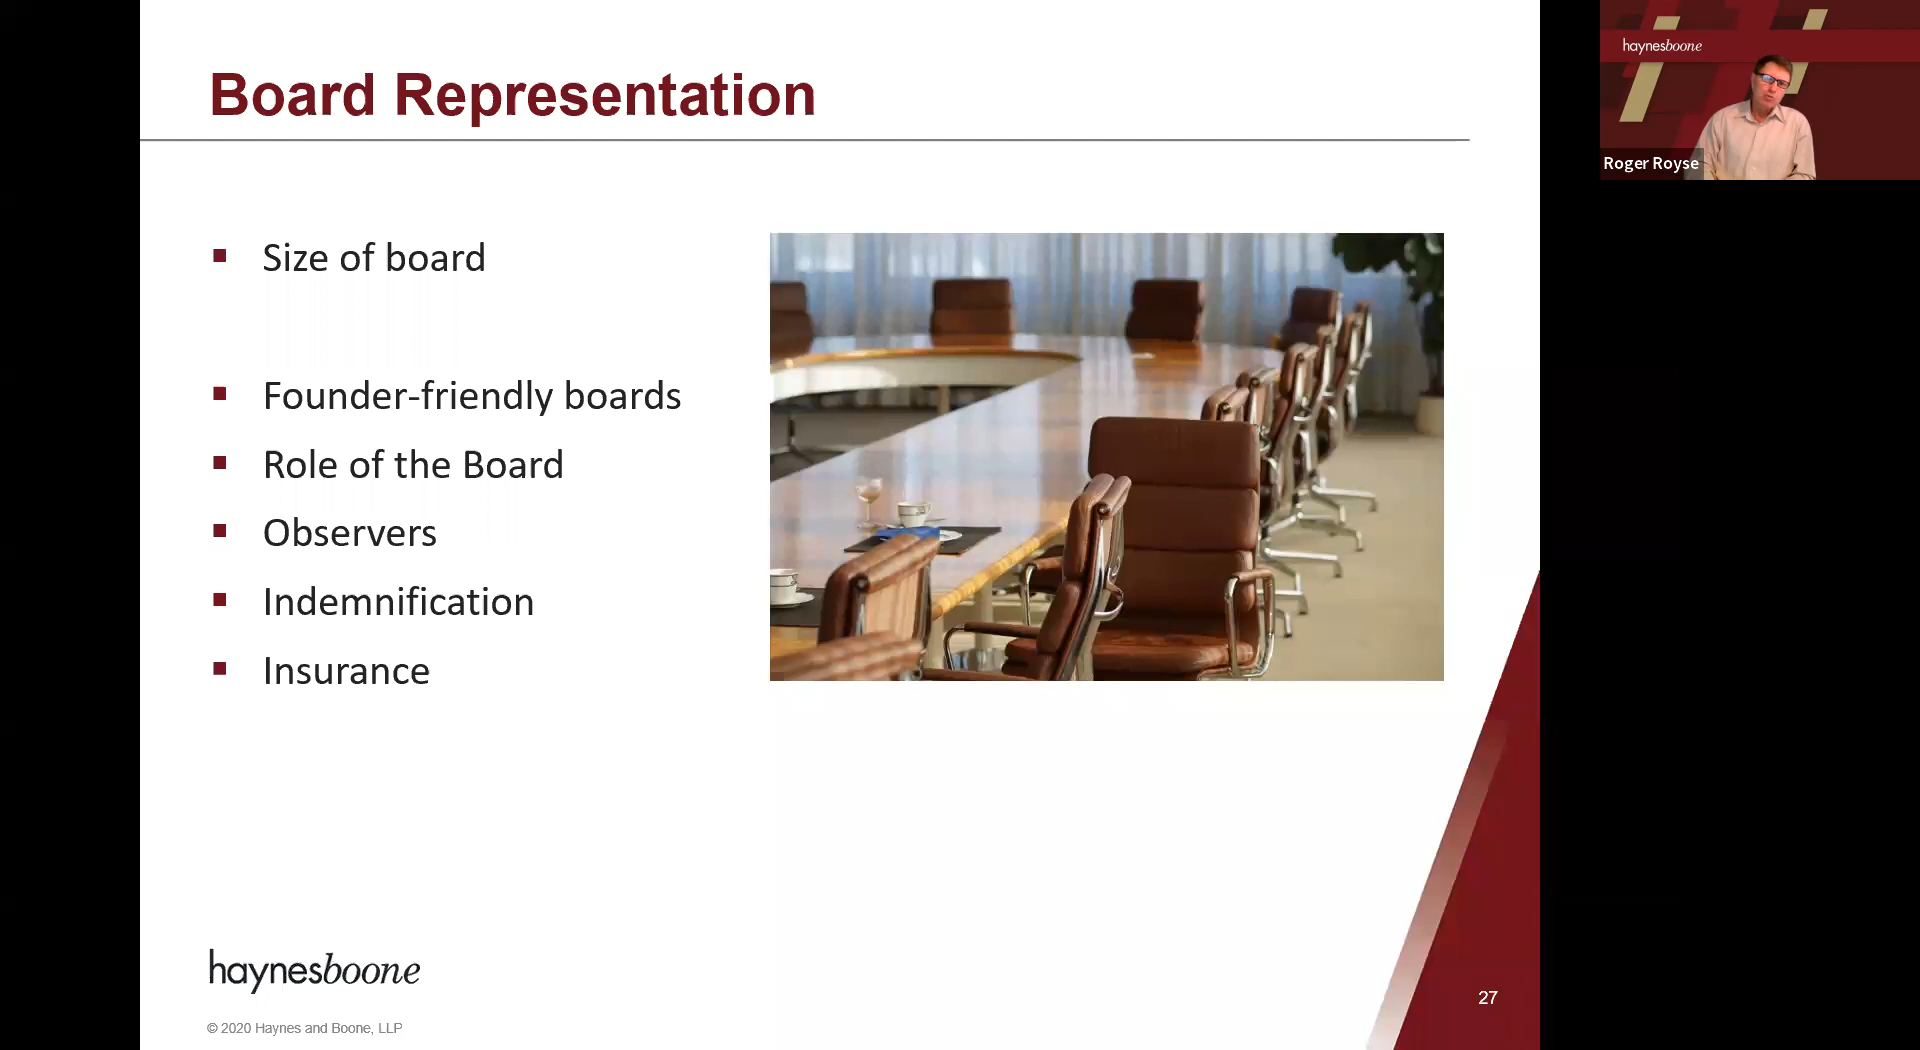 Board Representation
Size of board
Founder-friendly boards
Role of the Board
Observers
Indemnification
Insurance
haynesboone
© 2020 Haynes and Boone, LLP
27
haynesboone
Roger Royse